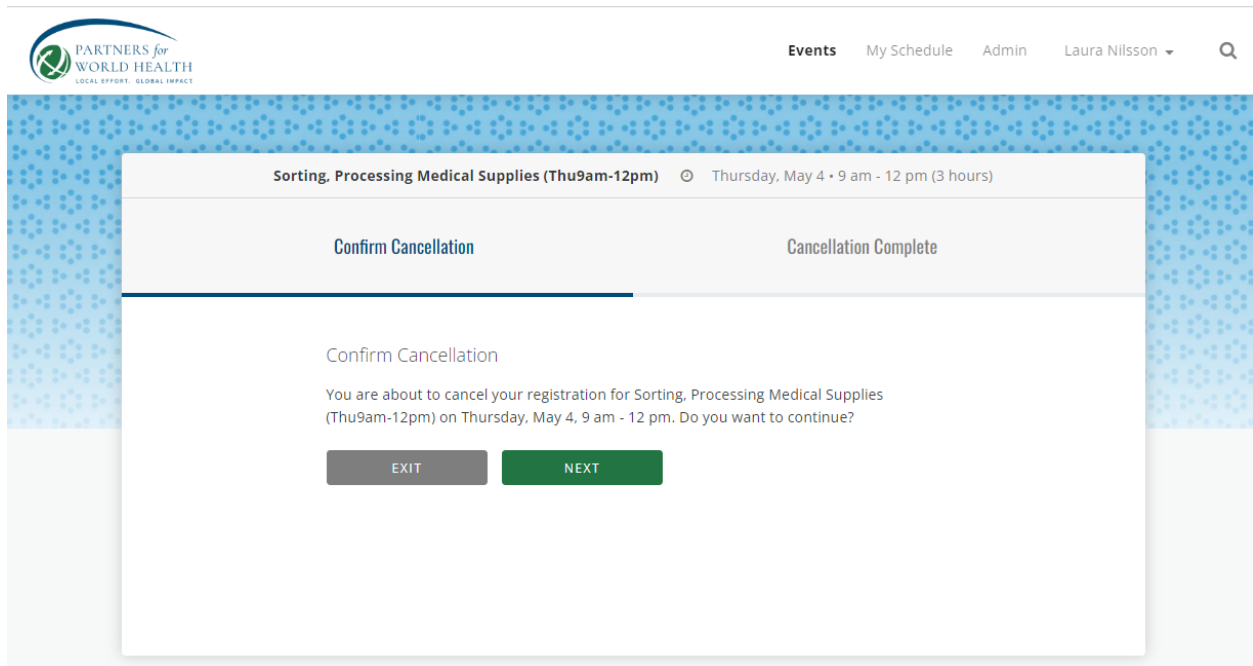 PARTNERS for
WORLD HEALTH
LOCAL EFFORT. GLOBAL IMPACT.
Events My Schedule Admin Laura Nilsson
Sorting, Processing Medical Supplies (Thu9am-12pm) Thursday, May 4 • 9 am - 12 pm (3 hours)
Confirm Cancellation Cancellation Complete
Confirm Cancellation
You are about to cancel your registration for Sorting, Processing Medical Supplies
(Thu9am-12pm) on Thursday, May 4, 9 am - 12 pm. Do you want to continue?
EXIT NEXT